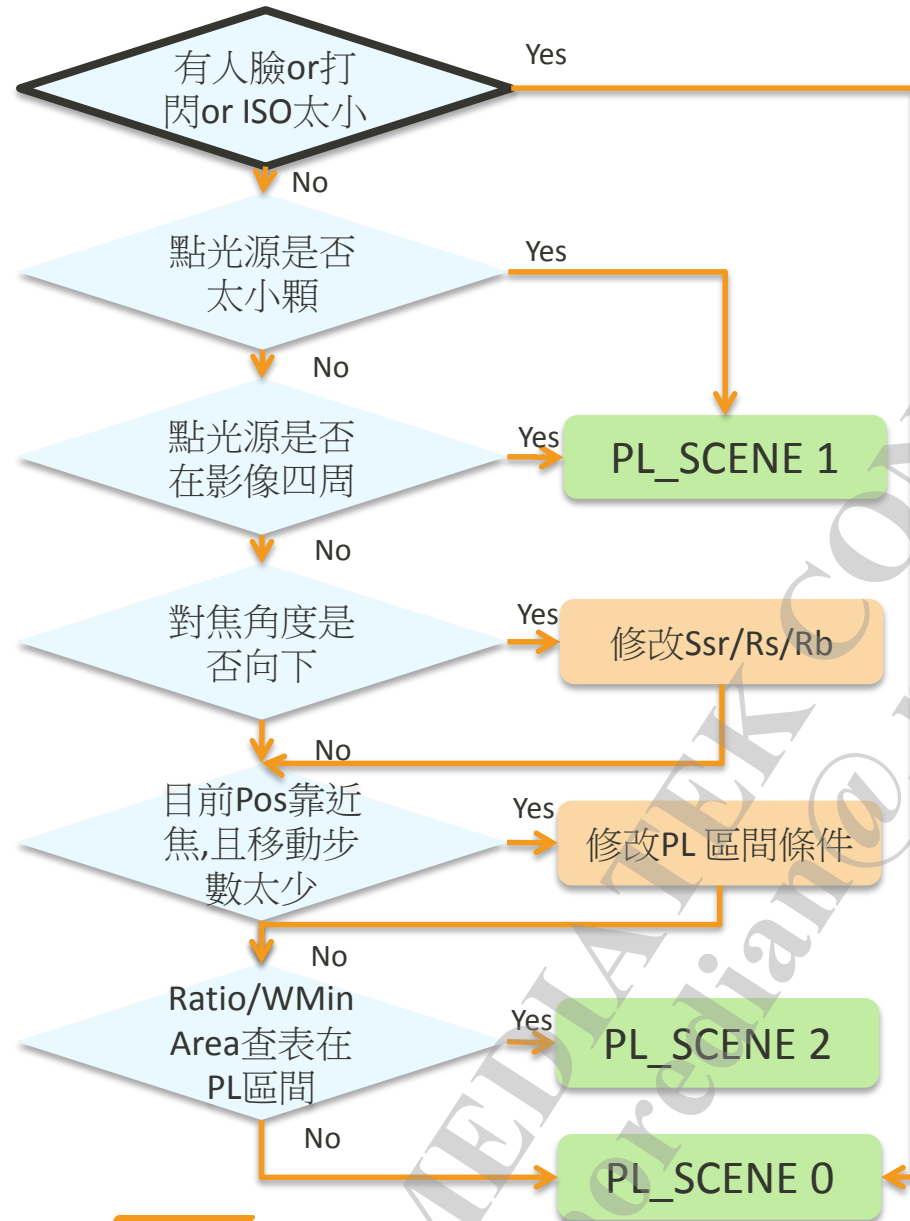 有人臉or打
閃or ISO太小
Yes
No
點光源是否
太小顆
Yes
No
點光源是否
在影像四周
Yes
PL_SCENE 1
No
對焦角度是
否向下
Yes
修改Ssr/Rs/Rb
No
目前Pos靠近
焦,且移動步
數太少
Yes
修改PL 區間條件
No
Ratio/WMin
Area查表在
PL區間
Yes
PL_SCENE 2
No
PL_SCENE 0
MEDIATEK CON